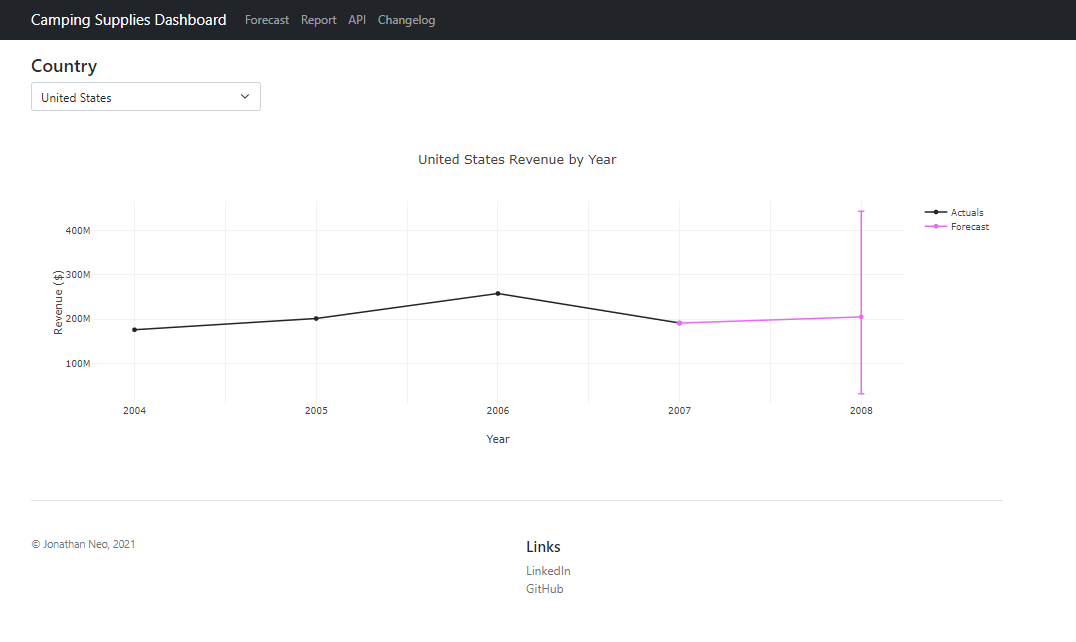 Camping Supplies Dashboard Forecast Report API Changelog
Country
United States
United States Revenue by Year
Revenue ($)
400M
300M
200M
100M
Actuals
Forecast
2004 2005 2006 2007 2008
Year
© Jonathan Neo, 2021
Links
LinkedIn
GitHub